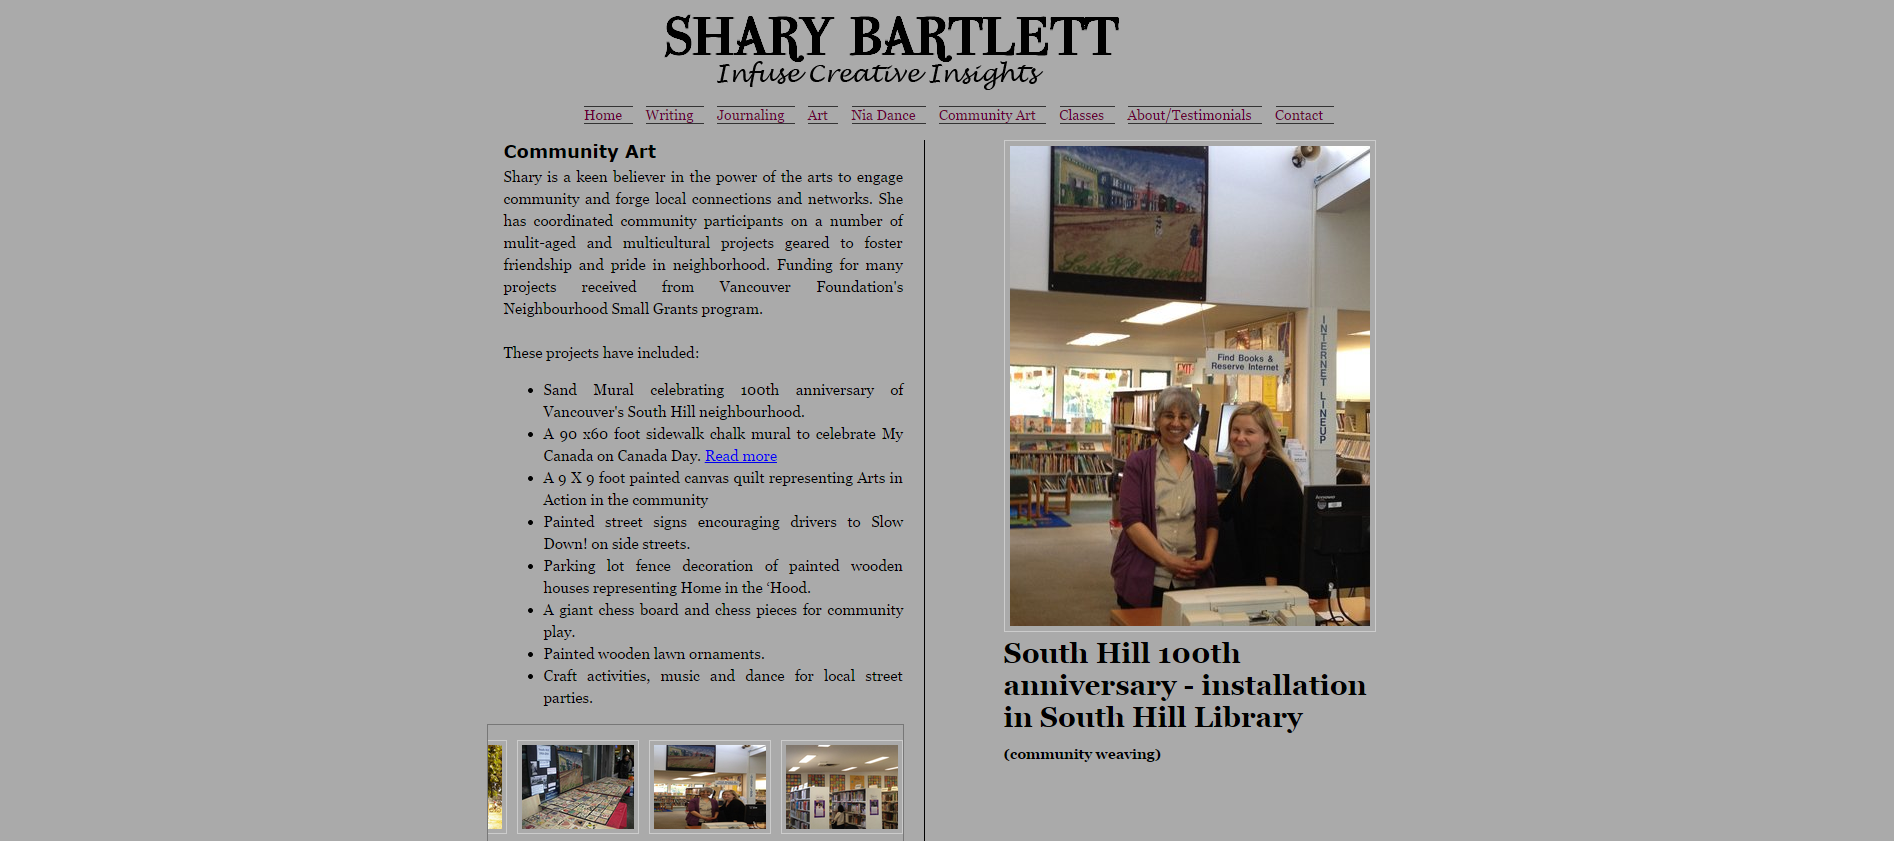 SHARY BARTLETT
Infuse Creative Insights
Home Writing Journaling Art Nia Dance Community Art Classes About/Testimonials Contact
Community Art
Shary is a keen believer in the power of the arts to engage
community and forge local connections and networks. She
has coordinated community participants on a number of
mulit-aged and multicultural projects geared to foster
friendship and pride in neighborhood. Funding for many
projects received from Vancouver Foundation's
Neighbourhood Small Grants program.
These projects have included:
• Sand Mural celebrating 100th anniversary of
Vancouver's South Hill neighbourhood.
• A 90 x60 foot sidewalk chalk mural to celebrate My
Canada on Canada Day. Read more
• A 9 X 9 foot painted canvas quilt representing Arts in
Action in the community
• Painted street signs encouraging drivers to Slow
Down! on side streets.
• Parking lot fence decoration of painted wooden
houses representing Home in the ‘Hood.
• A giant chess board and chess pieces for community
play.
• Painted wooden lawn ornaments.
• Craft activities, music and dance for local street
parties.
Find Books &
Reserve Internet
INTERNET LINEUP
South Hill 100th
anniversary - installation
in South Hill Library
(community weaving)